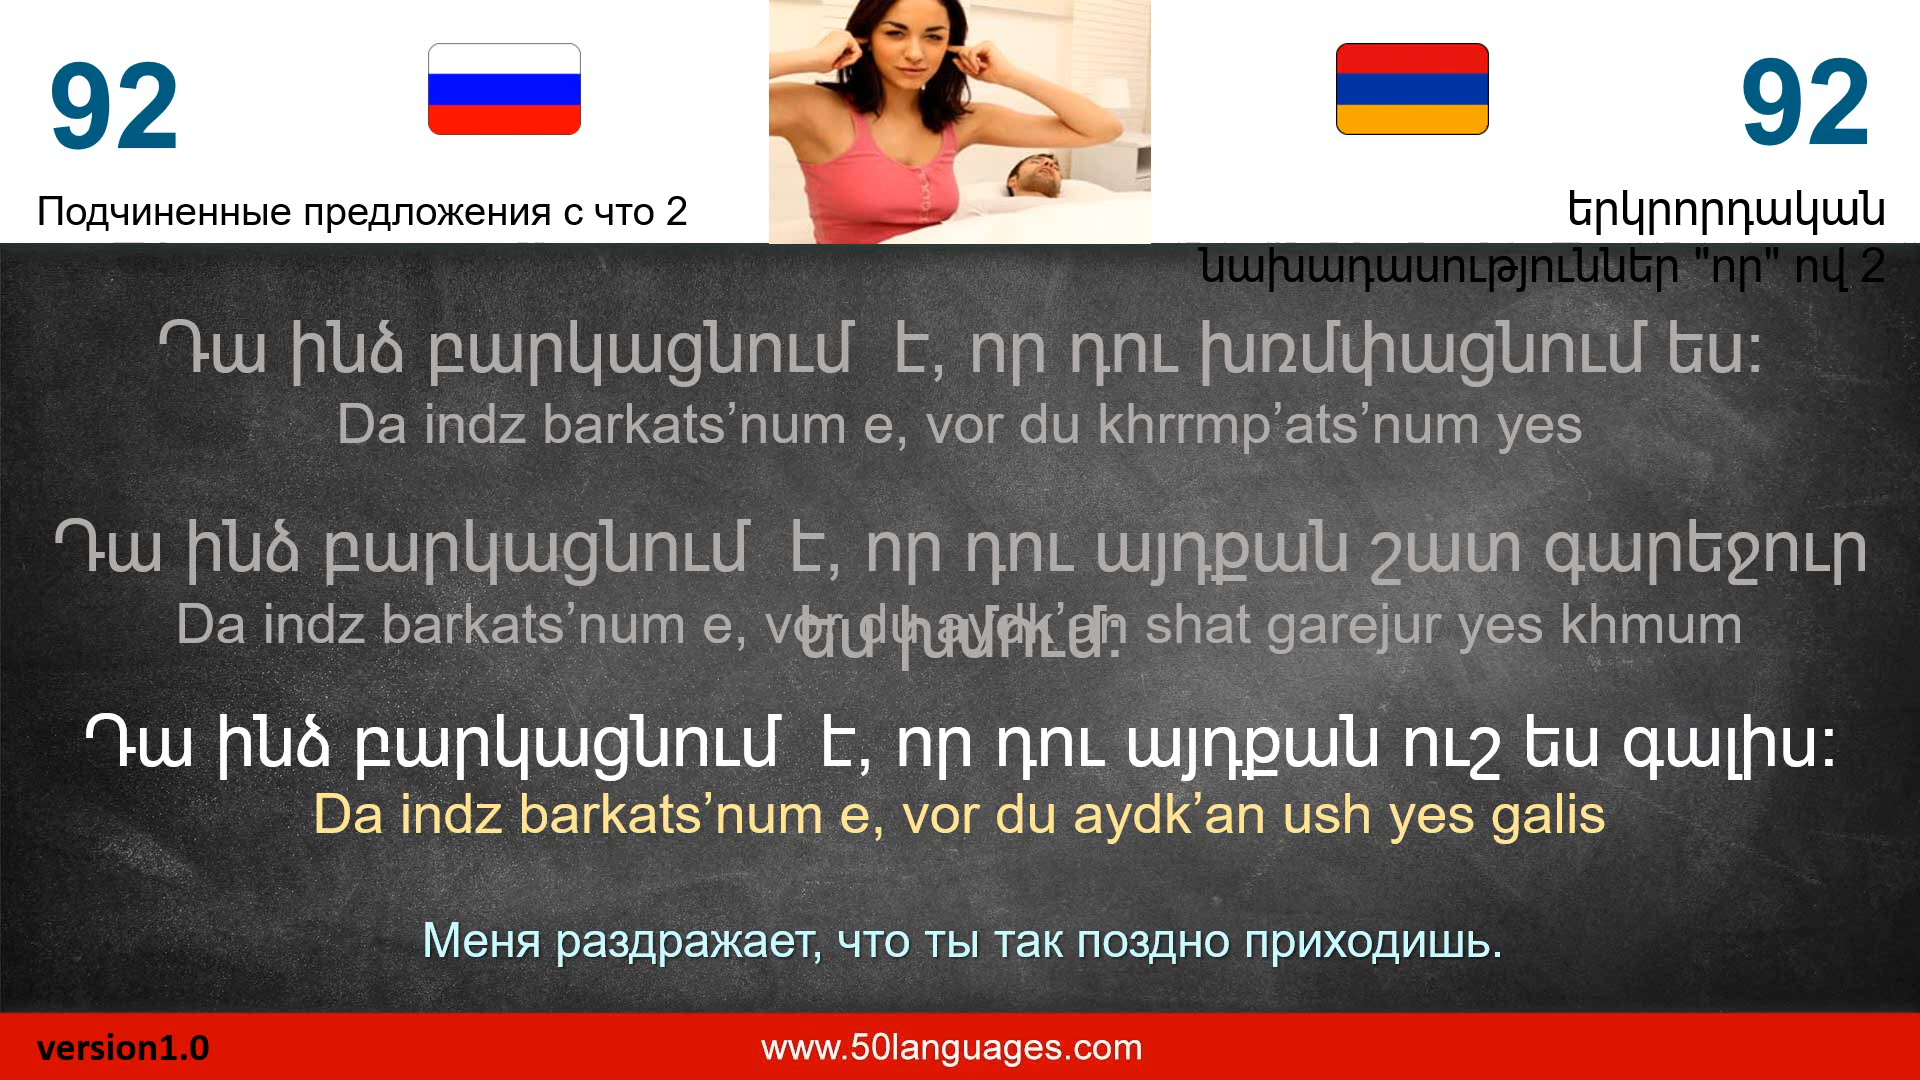 92
92
Подчиненные предложения с что 2
երկրորդական
նախադասություններ "որ" ով 2
Դա ինձ բարկացնում  է, որ դու խռմփացնում ես:
Da indz barkats’num e, vor du khrrmp’ats’num yes
Դա ինձ բարկացնում  է, որ դու այդքան շատ գարեջուր
ես խմում:
Da indz barkats’num e, vor du aydk’an shat garejur yes khmum
Դա ինձ բարկացնում  է, որ դու այդքան ուշ ես գալիս:
Da indz barkats’num e, vor du aydk’an ush yes galis
Меня раздражает, что ты так поздно приходишь.
version1.0
www.50languages.com